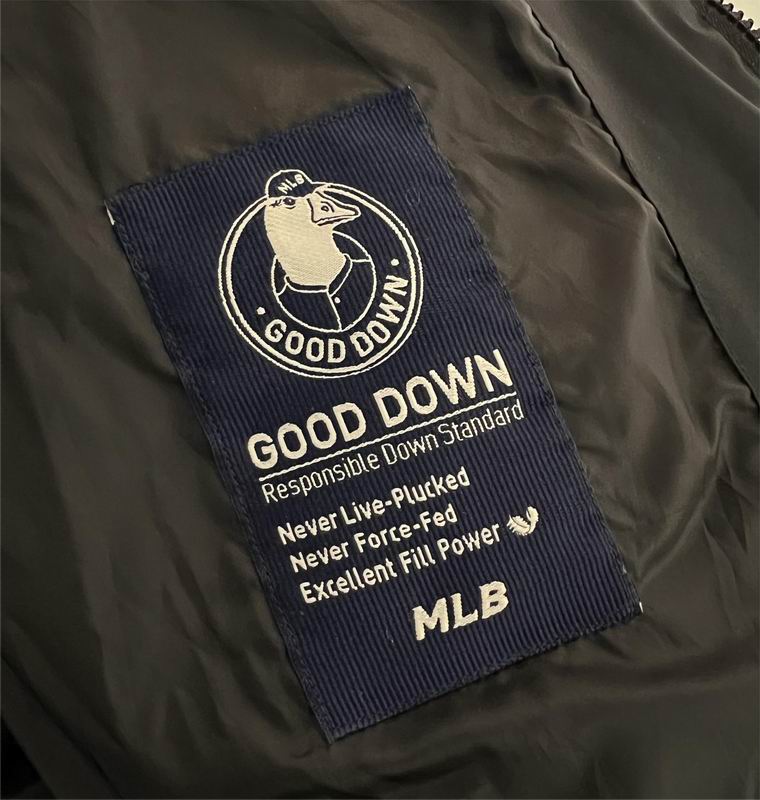 MLB
· GOOD DOWN ·
GOOD DOWN
Responsible Down Standard
Never Live-Plucked
Never Force-Fed
Excellent Fill Power
MLB